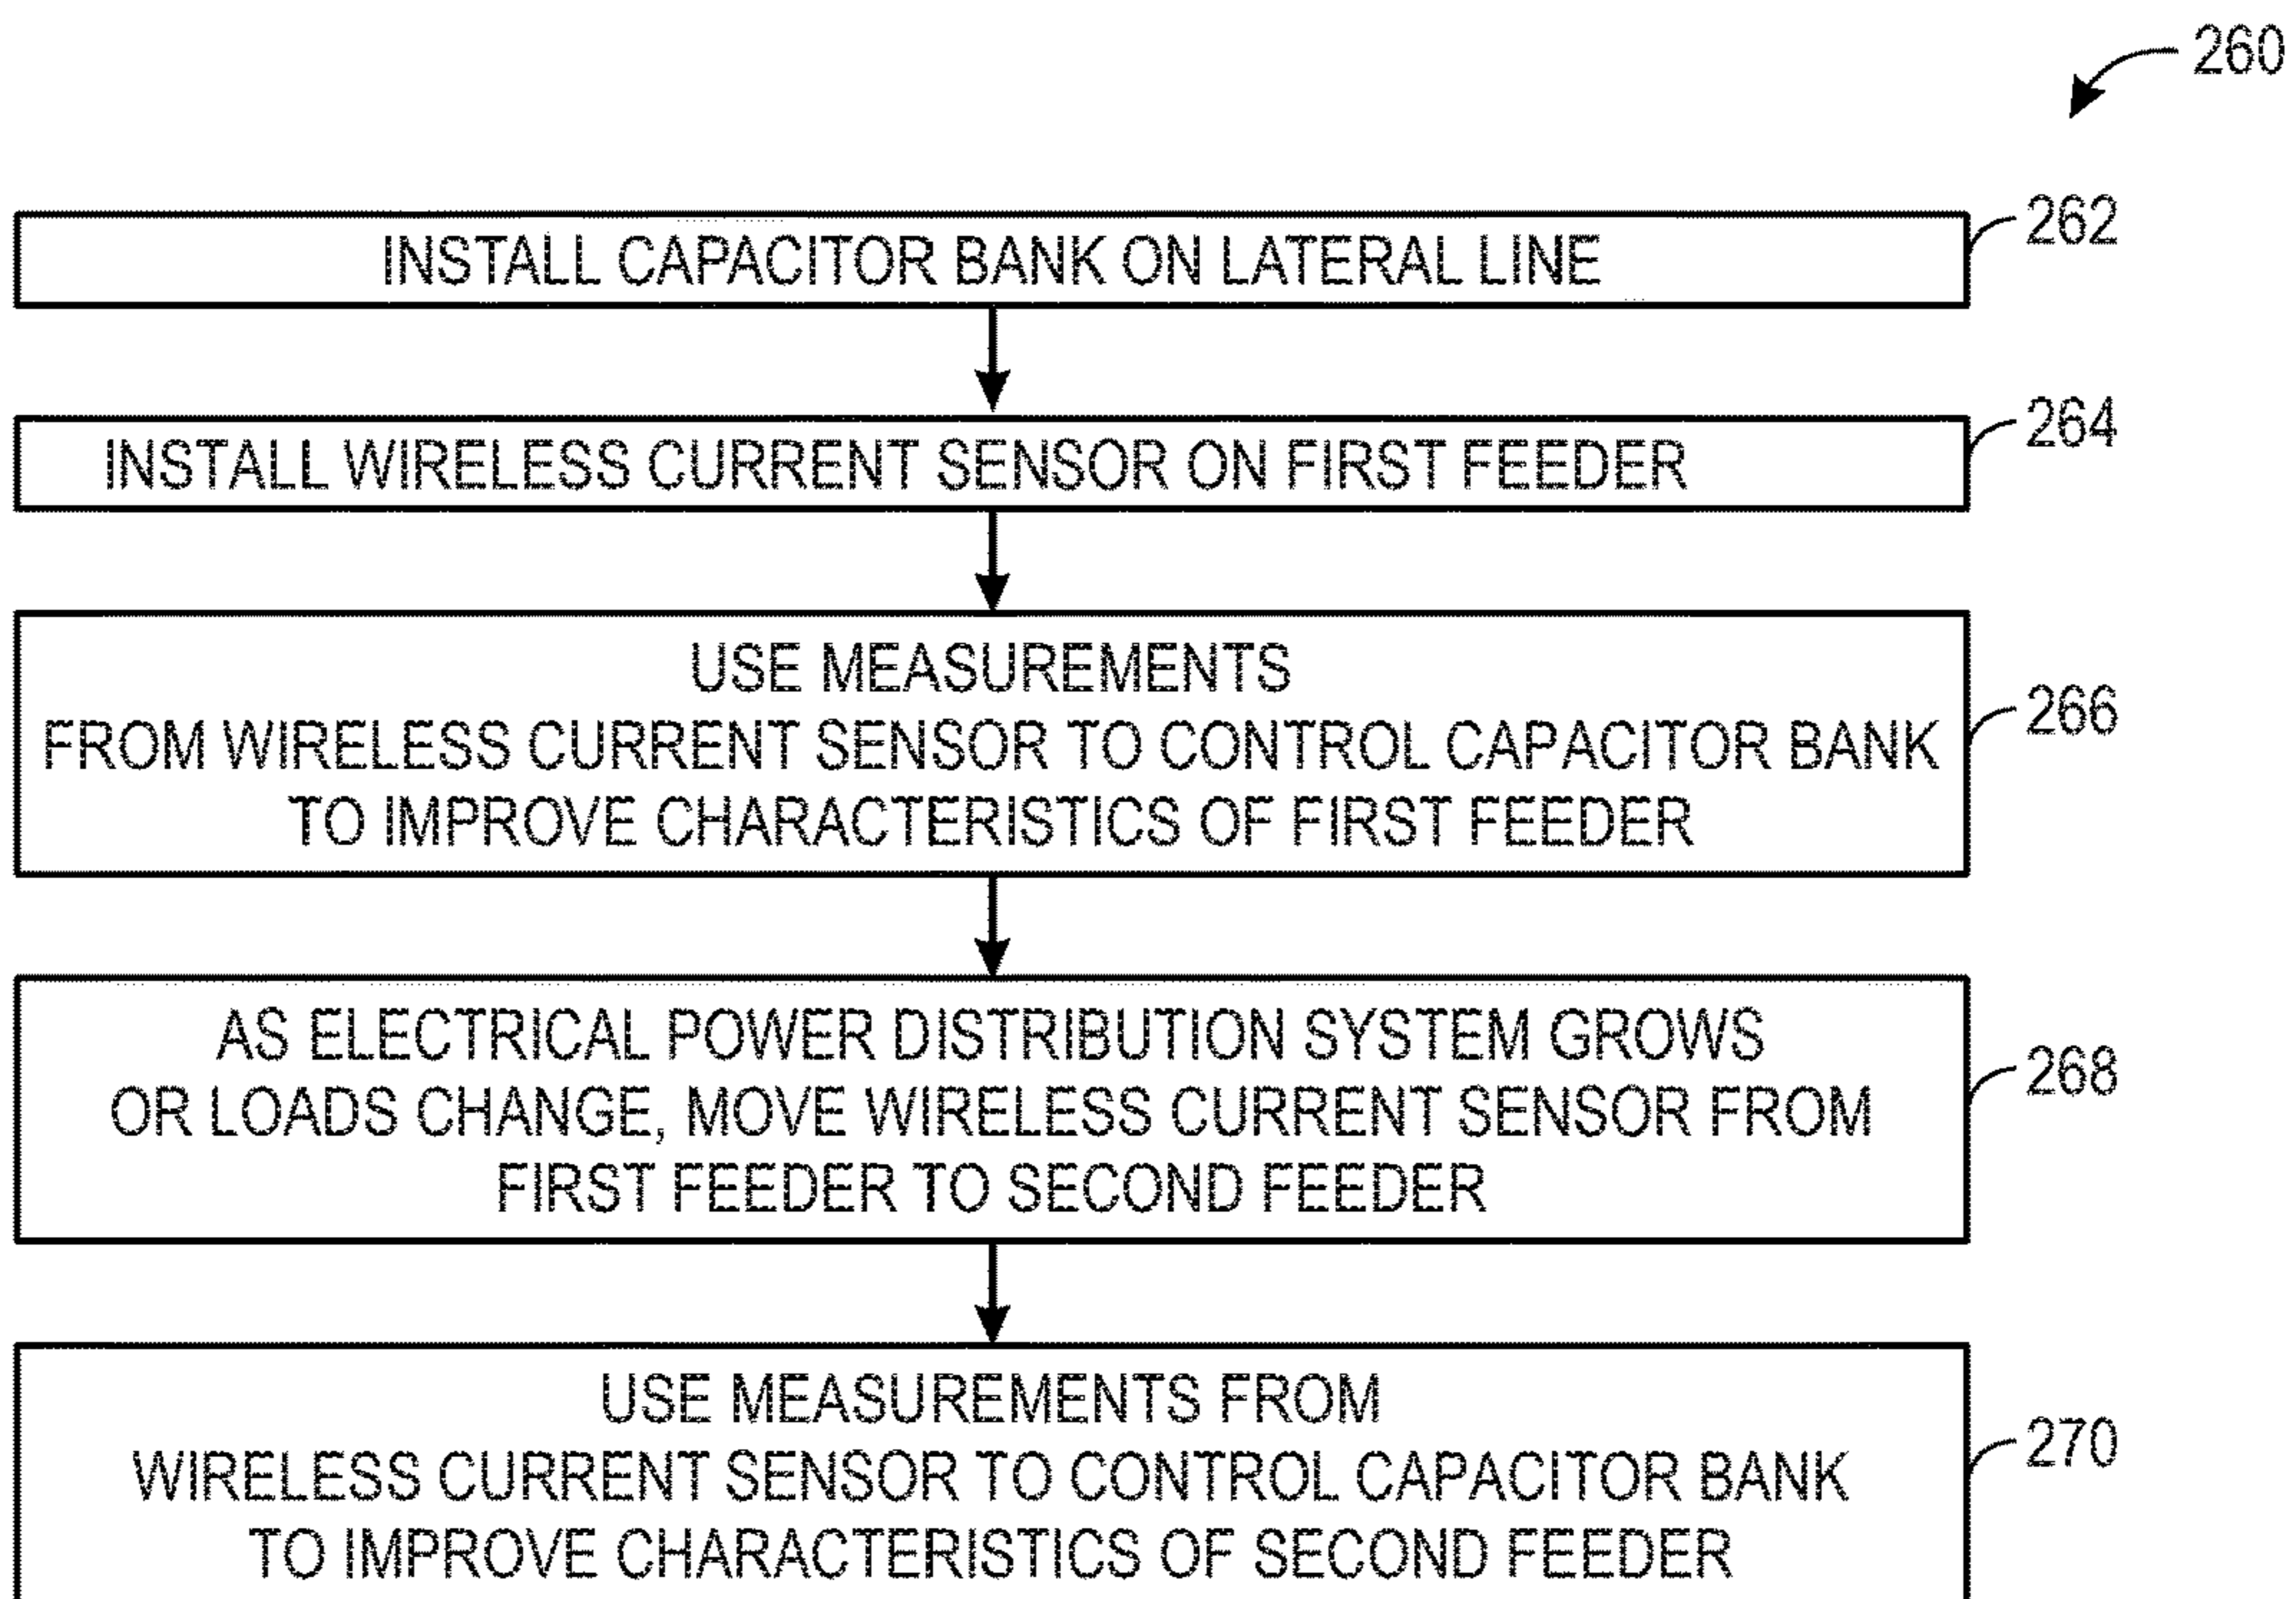 260
INSTALL CAPACITOR BANK ON LATERAL LINE
262
INSTALL WIRELESS CURRENT SENSOR ON FIRST FEEDER
264
USE MEASUREMENTS
FROM WIRELESS CURRENT SENSOR TO CONTROL CAPACITOR BANK
TO IMPROVE CHARACTERISTICS OF FIRST FEEDER
266
AS ELECTRICAL POWER DISTRIBUTION SYSTEM GROWS
OR LOADS CHANGE, MOVE WIRELESS CURRENT SENSOR FROM
FIRST FEEDER TO SECOND FEEDER
268
USE MEASUREMENTS FROM
WIRELESS CURRENT SENSOR TO CONTROL CAPACITOR BANK
TO IMPROVE CHARACTERISTICS OF SECOND FEEDER
270